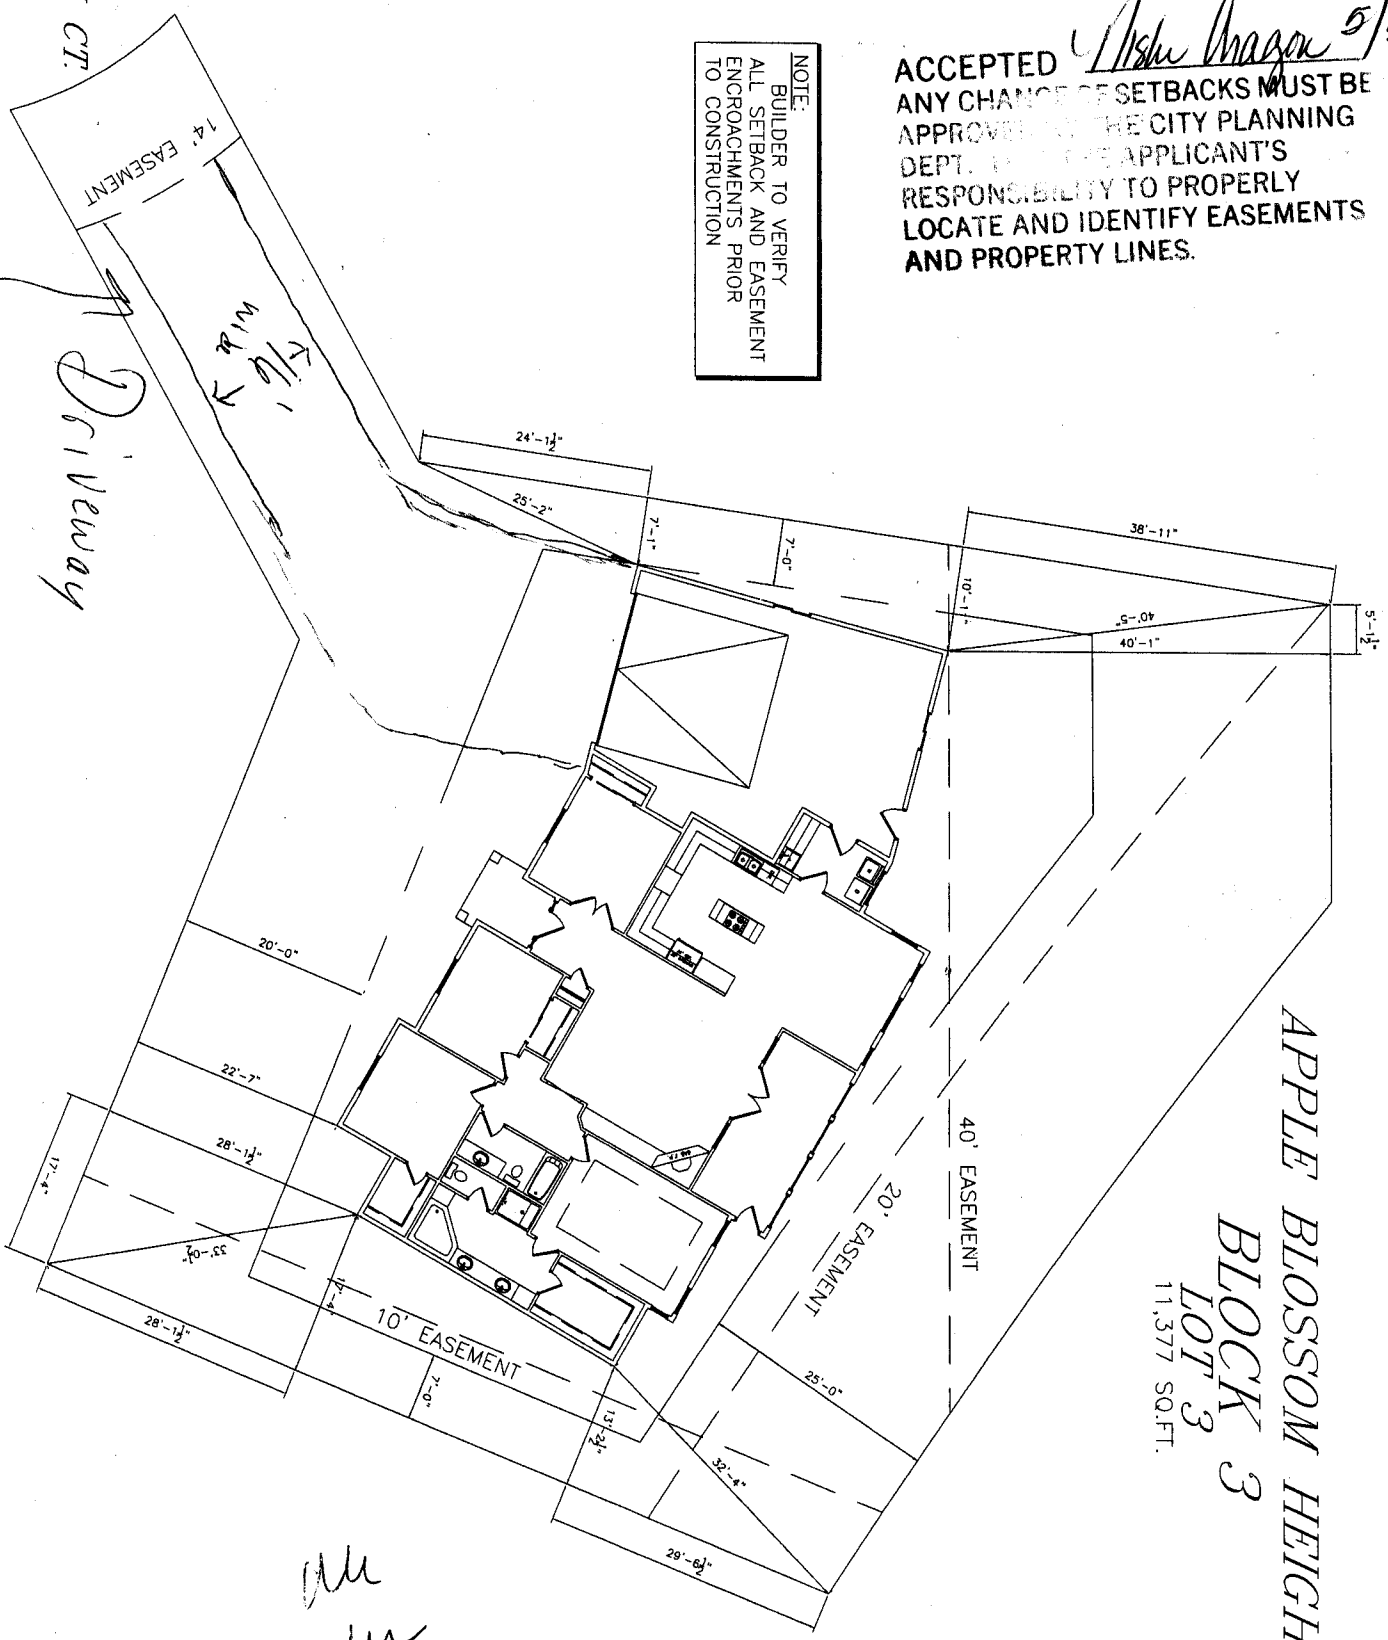 ACCEPTED
ANY CHANGE OF SETBACKS MUST BE
APPROVED THE CITY PLANNING
DEPT. APPLICANT'S
RESPONSIBILITY TO PROPERLY
LOCATE AND IDENTIFY EASEMENTS
AND PROPERTY LINES.
NOTE:
BUILDER TO VERIFY
ALL SETBACK AND EASEMENT
ENCROACHMENTS PRIOR
TO CONSTRUCTION
CT.
14' EASEMENT
16'
wide
Driveway
24'-1½"
25'-2"
7'-1"
7'-0"
38'-11"
10'-1"
40'-5"
40'-1"
5'-1½"
APPLE BLOSSOM HEIGH
BLOCK 3
LOT 3
11,377 SQ.FT.
40' EASEMENT
20' EASEMENT
10' EASEMENT
20'-0"
22'-7"
28'-1½"
17'-4"
33'-0½"
28'-1½"
17'-4"
7'-0"
13'-2½"
25'-0"
32'-4"
29'-6½"